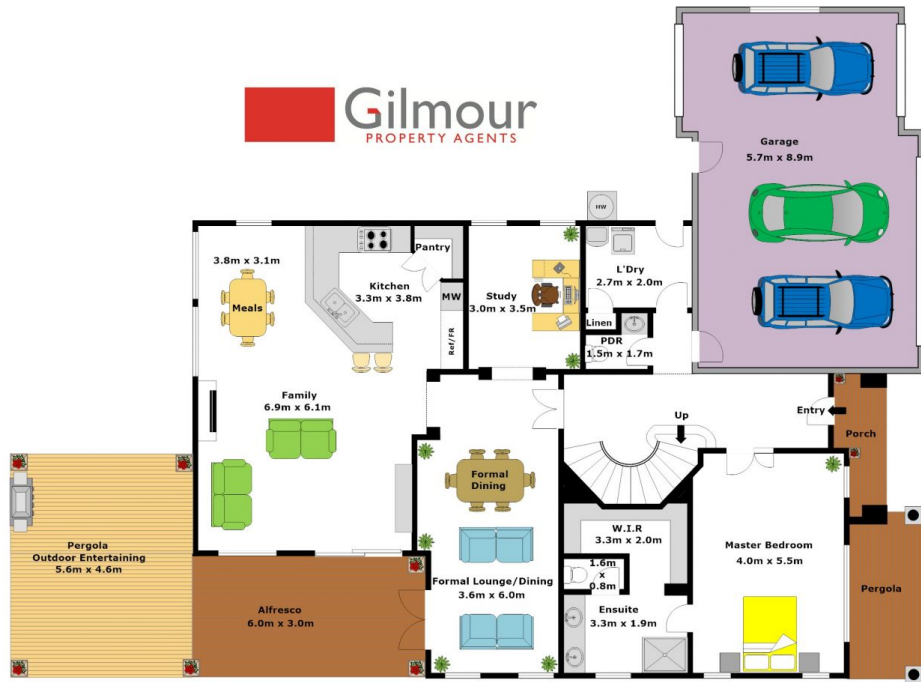 Gilmour
PROPERTY AGENTS
Garage
5.7m x 8.9m
HW
3.8m x 3.1m
Meals
Kitchen
3.3m x 3.8m
Pantry
MW
Ref/FR
Study
3.0m x 3.5m
L'Dry
2.7m x 2.0m
Linen
PDR
1.5m x 1.7m
Family
6.9m x 6.1m
Up
Entry
Porch
Formal
Dining
Pergola
Outdoor Entertaining
5.6m x 4.6m
W.I.R
3.3m x 2.0m
Master Bedroom
4.0m x 5.5m
1.6m
x
0.8m
Formal Lounge/Dining
3.6m x 6.0m
Pergola
Alfresco
6.0m x 3.0m
Ensuite
3.3m x 1.9m